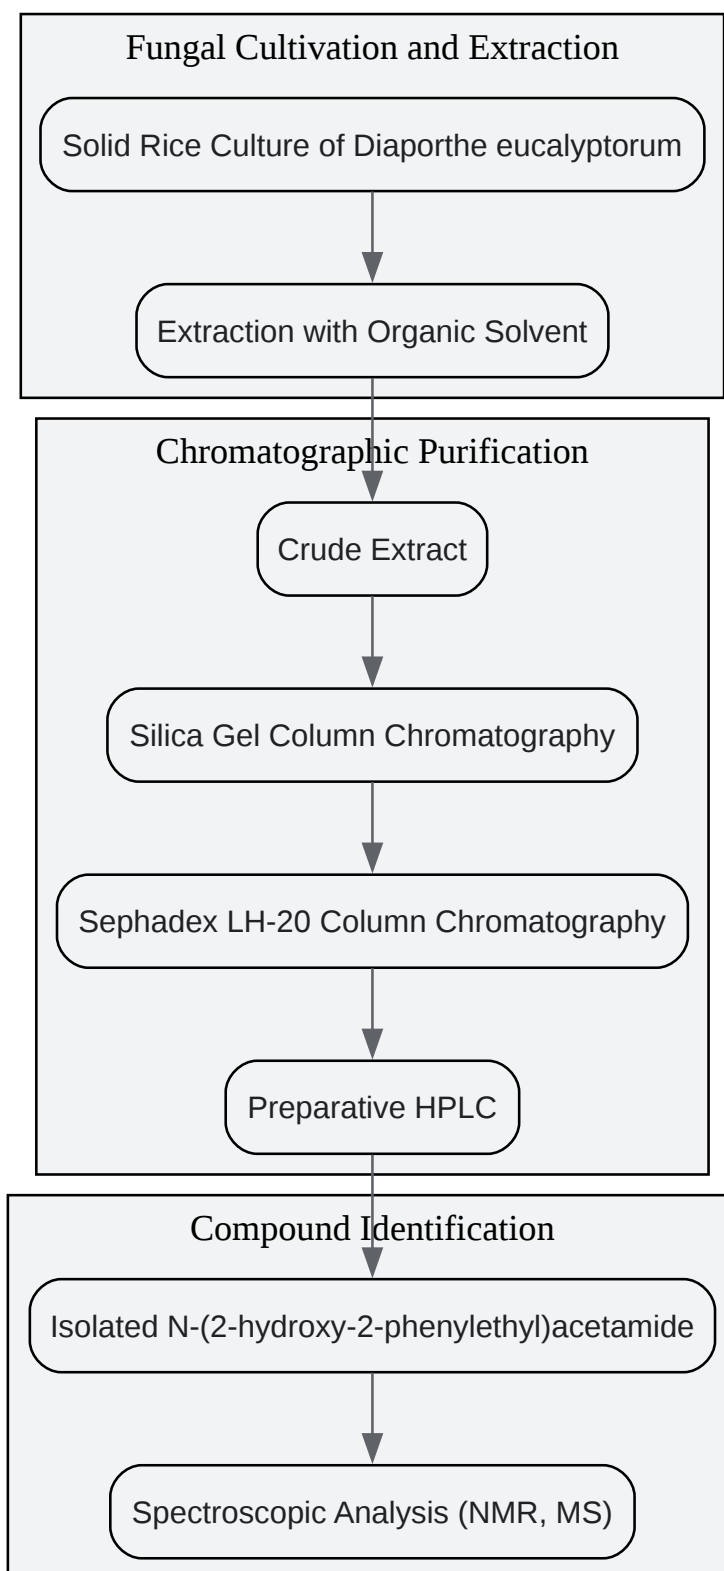 Fungal Cultivation and Extraction
Solid Rice Culture of Diaporthe eucalyptorum
Extraction with Organic Solvent
Chromatographic Purification
Crude Extract
Silica Gel Column Chromatography
Sephadex LH-20 Column Chromatography
Preparative HPLC
Compound Identification
Isolated N-(2-hydroxy-2-phenylethyl)acetamide
Spectroscopic Analysis (NMR, MS)